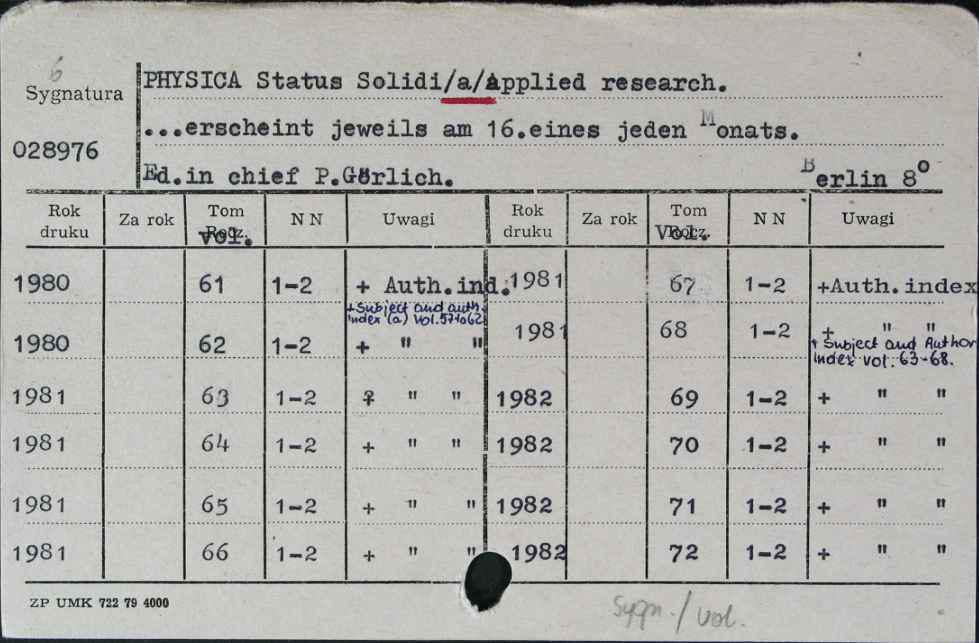 6
Sygnatura
028976
PHYSICA Status Solidi/a/Applied research.
...erscheint jeweils am 16.eines jeden Monats.
Ed.in chief P.Görlich. Berlin 8°
Rok druku Za rok Tom Rocz. Vol. N N Uwagi Rok druku Za rok Tom Rocz. Vol. N N Uwagi
1980 61 1-2 + Auth.ind. 1981 67 1-2 +Auth.index
+Subject and auth. index (a) vol.57to62
1980 62 1-2 + " " 1981 68 1-2 + " "
+ Subject and Author index vol. 63-68.
1981 63 1-2 + " " 1982 69 1-2 + " "
1981 64 1-2 + " " 1982 70 1-2 + " "
1981 65 1-2 + " " 1982 71 1-2 + " "
1981 66 1-2 + " " 1982 72 1-2 + " "
ZP UMK 722 79 4000
Sygn./vol.